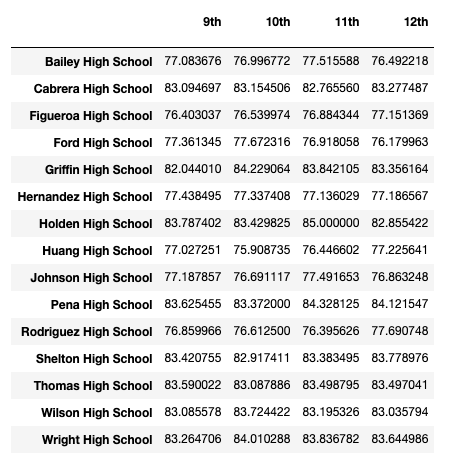 9th 10th 11th 12th
Bailey High School 77.083676 76.996772 77.515588 76.492218
Cabrera High School 83.094697 83.154506 82.765560 83.277487
Figueroa High School 76.403037 76.539974 76.884344 77.151369
Ford High School 77.361345 77.672316 76.918058 76.179963
Griffin High School 82.044010 84.229064 83.842105 83.356164
Hernandez High School 77.438495 77.337408 77.136029 77.186567
Holden High School 83.787402 83.429825 85.000000 82.855422
Huang High School 77.027251 75.908735 76.446602 77.225641
Johnson High School 77.187857 76.691117 77.491653 76.863248
Pena High School 83.625455 83.372000 84.328125 84.121547
Rodriguez High School 76.859966 76.612500 76.395626 77.690748
Shelton High School 83.420755 82.917411 83.383495 83.778976
Thomas High School 83.590022 83.087886 83.498795 83.497041
Wilson High School 83.085578 83.724422 83.195326 83.035794
Wright High School 83.264706 84.010288 83.836782 83.644986